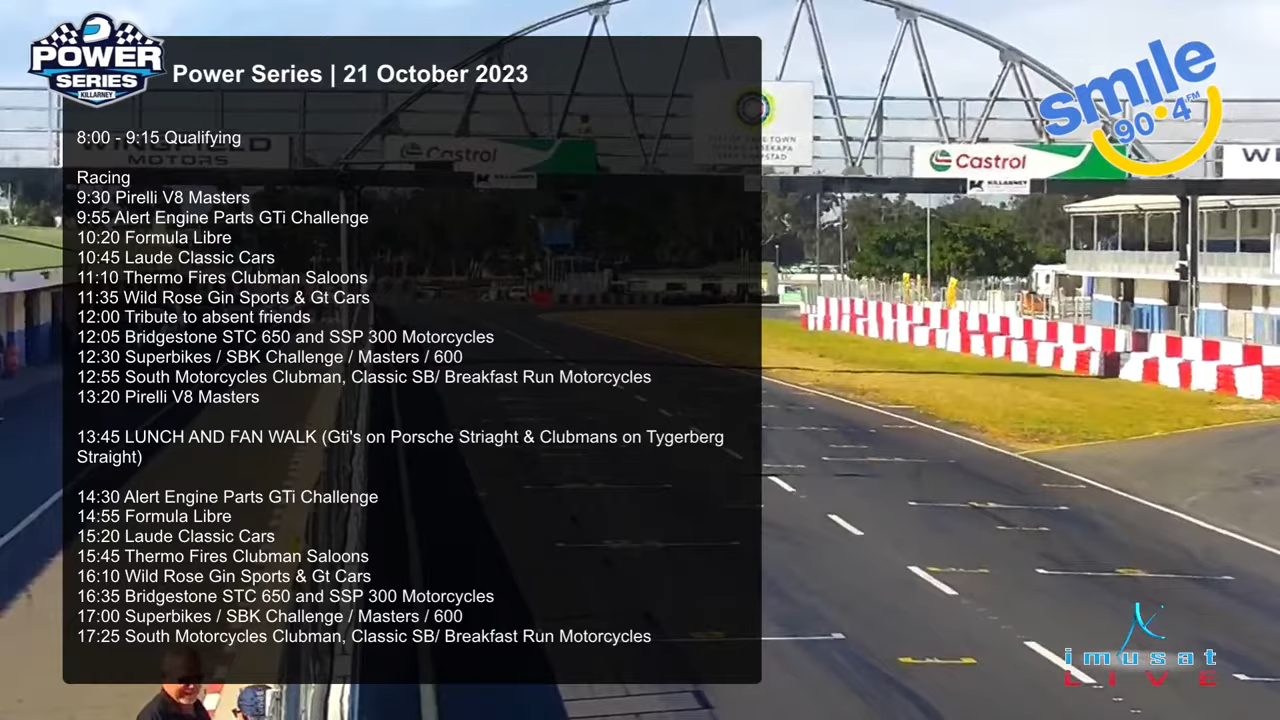 POWER
SERIES
KILLARNEY
Power Series | 21 October 2023
smile
90.4FM
8:00 - 9:15 Qualifying
MOTORS
Castrol
Castrol
KILLARNEY
Racing
9:30 Pirelli V8 Masters
9:55 Alert Engine Parts GTi Challenge
10:20 Formula Libre
10:45 Laude Classic Cars
11:10 Thermo Fires Clubman Saloons
11:35 Wild Rose Gin Sports & Gt Cars
12:00 Tribute to absent friends
12:05 Bridgestone STC 650 and SSP 300 Motorcycles
12:30 Superbikes / SBK Challenge / Masters / 600
12:55 South Motorcycles Clubman, Classic SB/ Breakfast Run Motorcycles
13:20 Pirelli V8 Masters
13:45 LUNCH AND FAN WALK (Gti's on Porsche Striaght & Clubmans on Tygerberg
Straight)
14:30 Alert Engine Parts GTi Challenge
14:55 Formula Libre
15:20 Laude Classic Cars
15:45 Thermo Fires Clubman Saloons
16:10 Wild Rose Gin Sports & Gt Cars
16:35 Bridgestone STC 650 and SSP 300 Motorcycles
17:00 Superbikes / SBK Challenge / Masters / 600
17:25 South Motorcycles Clubman, Classic SB/ Breakfast Run Motorcycles
imusat
LIVE